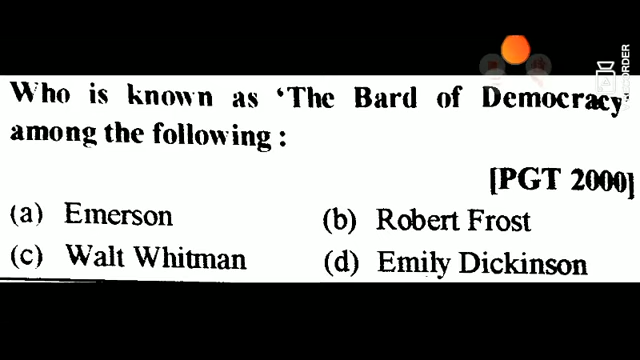 Who is known as 'The Bard of Democracy'
among the following :
[PGT 2000]
(a) Emerson (b) Robert Frost
(c) Walt Whitman (d) Emily Dickinson